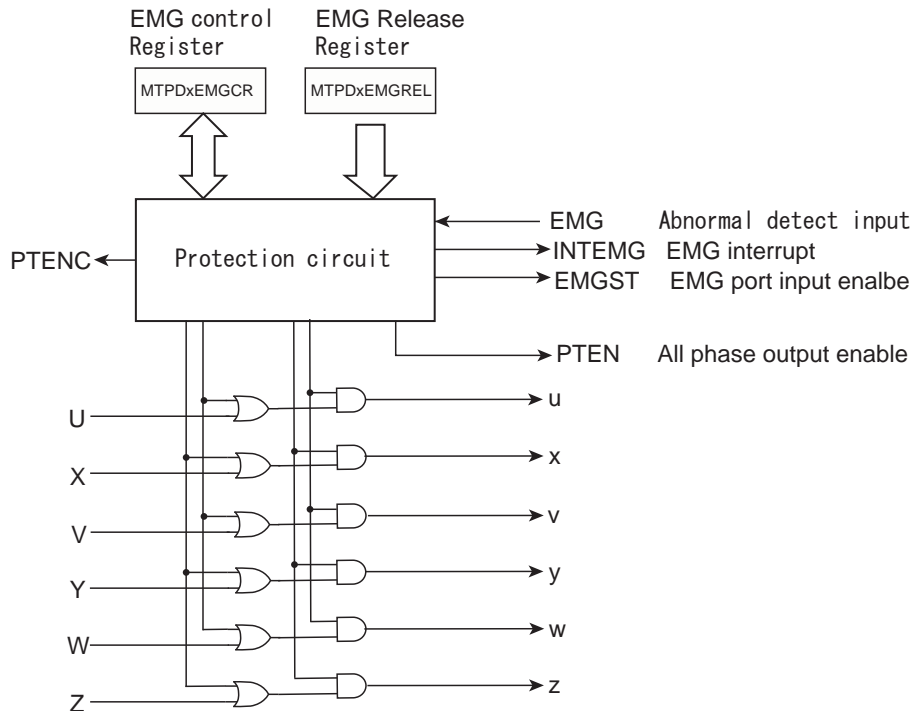 EMG control
Register
EMG Release
Register
MTPDxEMGCR
MTPDxEMGREL
Protection circuit
PTENC
EMG Abnormal detect input
INTEMG EMG interrupt
EMGST EMG port input enalbe
PTEN All phase output enable
U
u
X
x
V
v
Y
y
W
w
Z
z